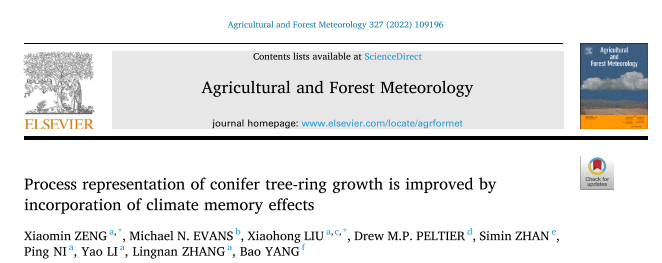 Agricultural and Forest Meteorology 327 (2022) 109196
Contents lists available at ScienceDirect
Agricultural and Forest Meteorology
journal homepage: www.elsevier.com/locate/agrformet
ELSEVIER
Agricultural
and
Forest Meteorology
Check for
updates
Process representation of conifer tree-ring growth is improved by
incorporation of climate memory effects
Xiaomin ZENG a,*, Michael N. EVANS b, Xiaohong LIU a,c,*, Drew M.P. PELTIER d, Simin ZHAN e,
Ping NI a, Yao LI a, Lingnan ZHANG a, Bao YANG f